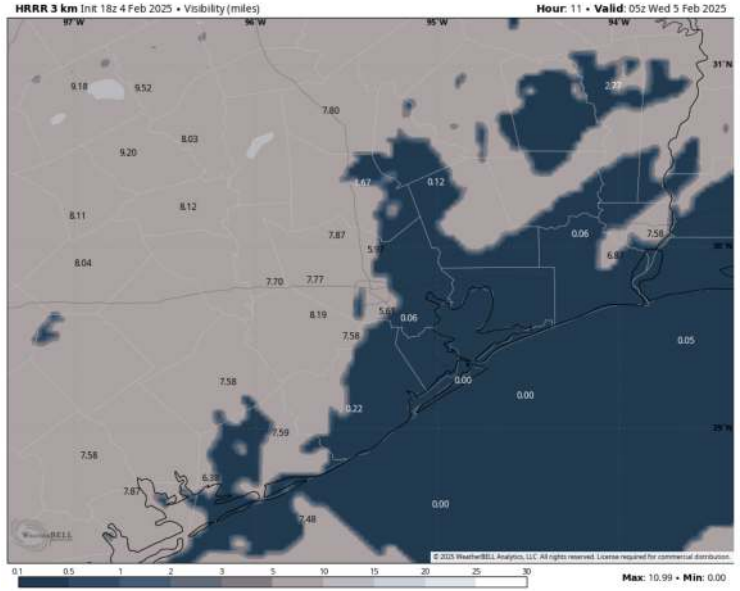 HRRR 3 km Init 18z 4 Feb 2025 • Visibility (miles) Hour: 11 • Valid: 05z Wed 5 Feb 2025
97°W 96°W 95°W 94°W
31°N
9.18 9.52 2.77
7.80
8.03
9.20
1.67 0.12
8.12
8.11
7.87 0.06 7.58
5.97 6.87
8.04
7.70 7.77
8.19 5.61 0.06
7.58 0.05
7.58 0.00
0.00
0.22
29°N
7.59
7.58
6.38
7.87
0.00
7.48
WeatherBELL
© 2025 WeatherBELL Analytics, LLC All rights reserved. License required for commercial distribution.
0.1 0.5 1 2 3 5 10 15 20 25 30
Max: 10.99 • Min: 0.00